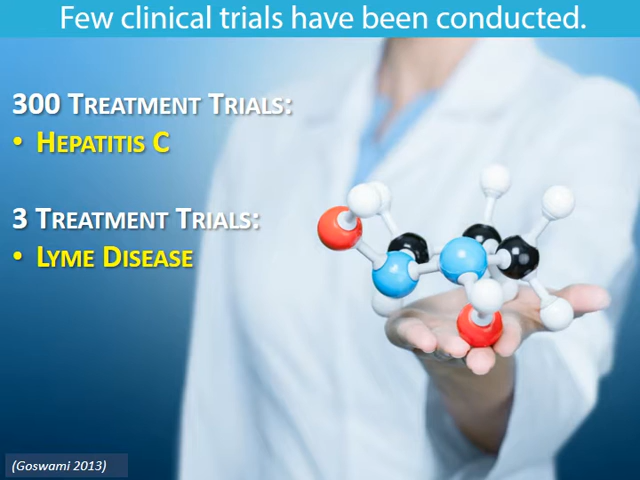 Few clinical trials have been conducted.
300 Treatment Trials:
• Hepatitis C
3 Treatment Trials:
• Lyme Disease
(Goswami 2013)